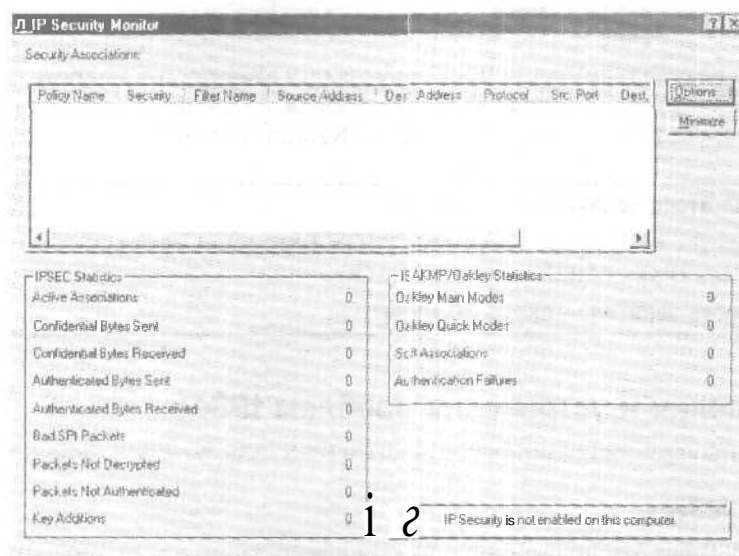 Л IP Security Monitor ? ×
Security Associations:
Policy Name Security Filter Name Source Address Des Address Protocol Src. Port Dest.
Options
Minimize
IPSEC Statistics
Active Associations 0
Confidential Bytes Sent 0
Confidential Bytes Received 0
Authenticated Bytes Sent 0
Authenticated Bytes Received 0
Bad SPI Packets 0
Packets Not Decrypted 0
Packets Not Authenticated 0
Key Additions 0
ISAKMP/Oakley Statistics
Oakley Main Modes 0
Oakley Quick Modes 0
Soft Associations 0
Authentication Failures 0
i 2
IP Security is not enabled on this computer.